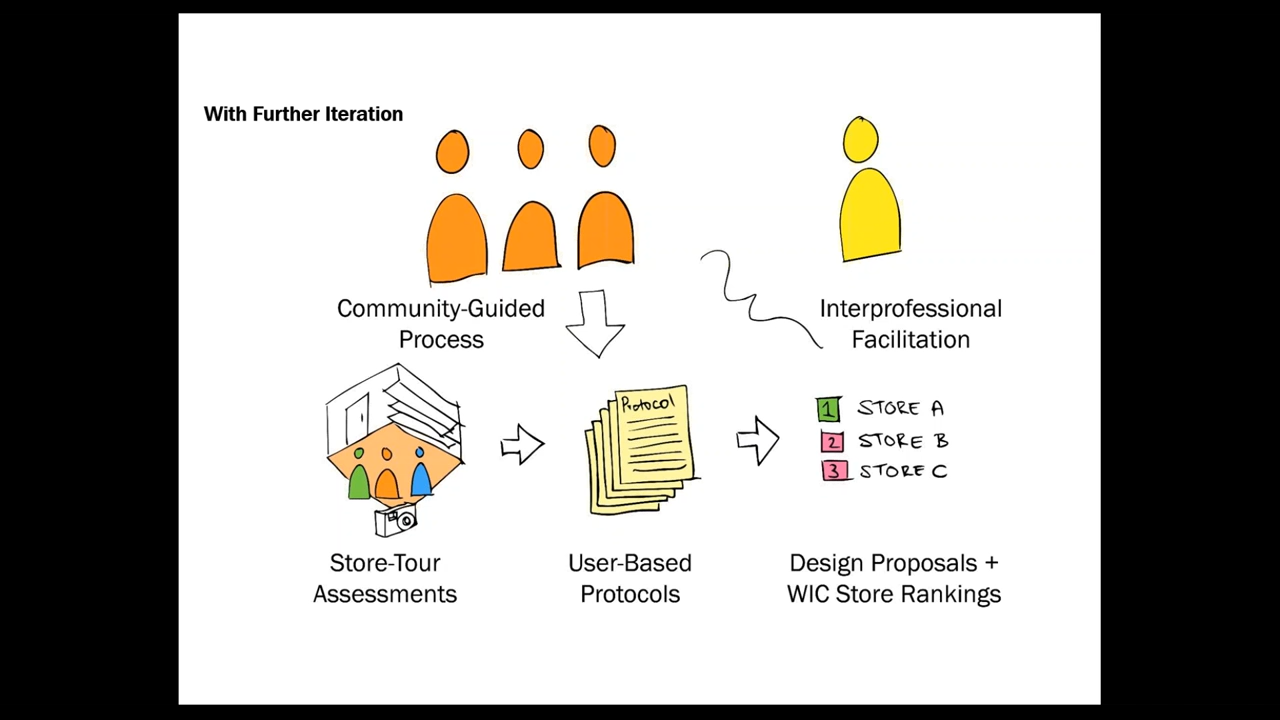 With Further Iteration
Community-Guided
Process
Interprofessional
Facilitation
Protocol
1 STORE A
2 STORE B
3 STORE C
Store-Tour
Assessments
User-Based
Protocols
Design Proposals +
WIC Store Rankings